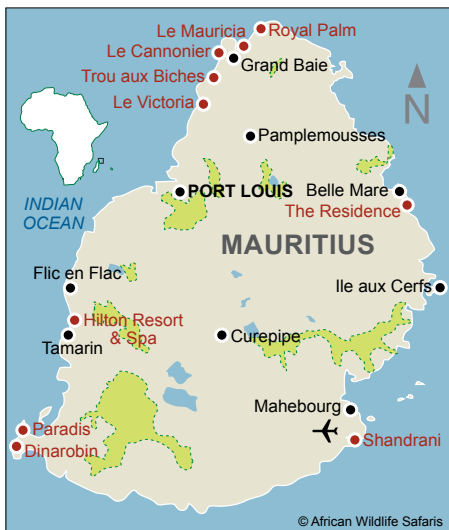 Le Mauricia
Royal Palm
Le Cannonier
Grand Baie
Trou aux Biches
Le Victoria
N
Pamplemousses
PORT LOUIS
Belle Mare
The Residence
INDIAN
OCEAN
MAURITIUS
Flic en Flac
Ile aux Cerfs
Hilton Resort
& Spa
Tamarin
Curepipe
Mahebourg
Paradis
Shandrani
Dinarobin
© African Wildlife Safaris